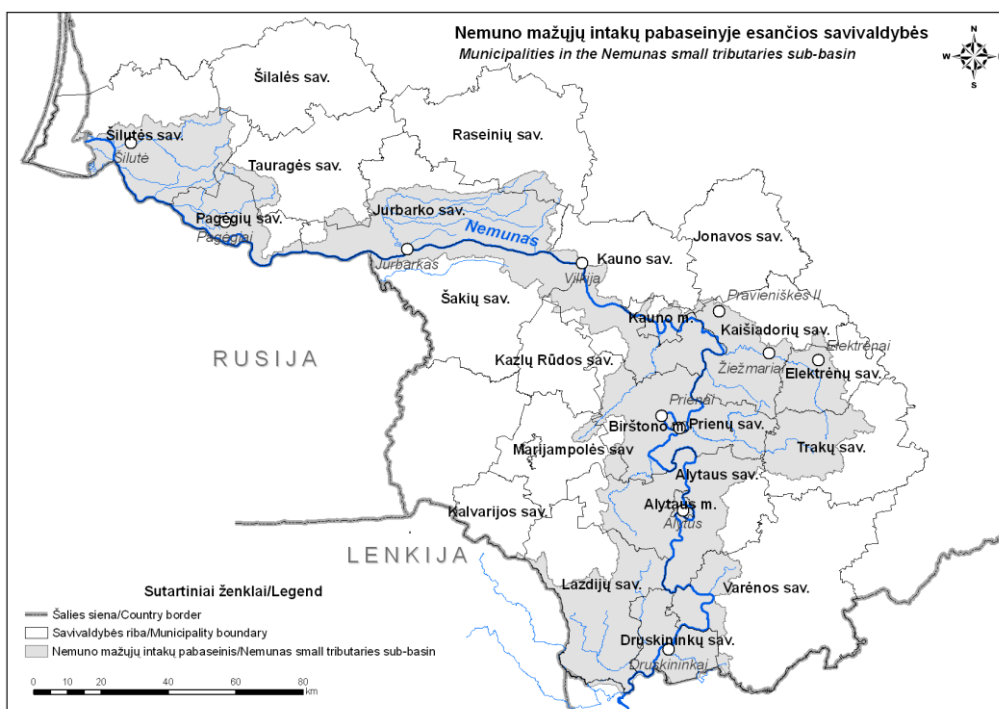 Nemuno mažųjų intakų pabaseinyje esančios savivaldybės
Municipalities in the Nemunas small tributaries sub-basin
N
W
E
S
Šilalės sav.
Šilutės sav.
Šilutė
Raseinių sav.
Tauragės sav.
Pagėgių sav.
Pagėgiai
Jurbarko sav.
Nemunas
Jurbarkas
Jonavos sav.
Kauno sav.
Vilkija
Šakių sav.
Pravieniškės II
Kauno m.
Kaišiadorių sav.
Elektrėnai
RUSIJA
Kazlų Rūdos sav.
Žiežmariai
Elektrėnų sav.
Prienai
Birštono m.
Prienų sav.
Marijampolės sav
Trakų sav.
Alytaus sav.
Kalvarijos sav.
Alytaus m.
Alytus
LENKIJA
Lazdijų sav.
Varėnos sav.
Druskininkų sav.
Druskininkai
Sutartiniai ženklai/Legend
Šalies siena/Country border
Savivaldybės riba/Municipality boundary
Nemuno mažųjų intakų pabaseinis/Nemunas small tributaries sub-basin
0 10 20 40 60 80
km